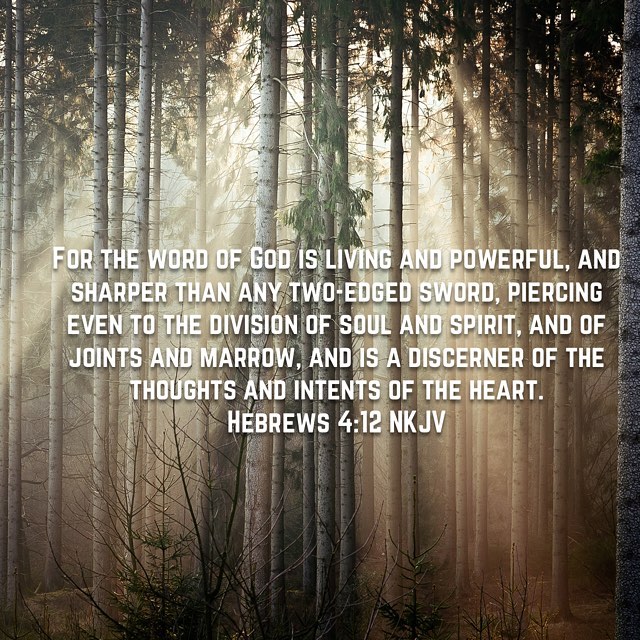 For the word of God is living and powerful, and
sharper than any two-edged sword, piercing
even to the division of soul and spirit, and of
joints and marrow, and is a discerner of the
thoughts and intents of the heart.
Hebrews 4:12 NKJV